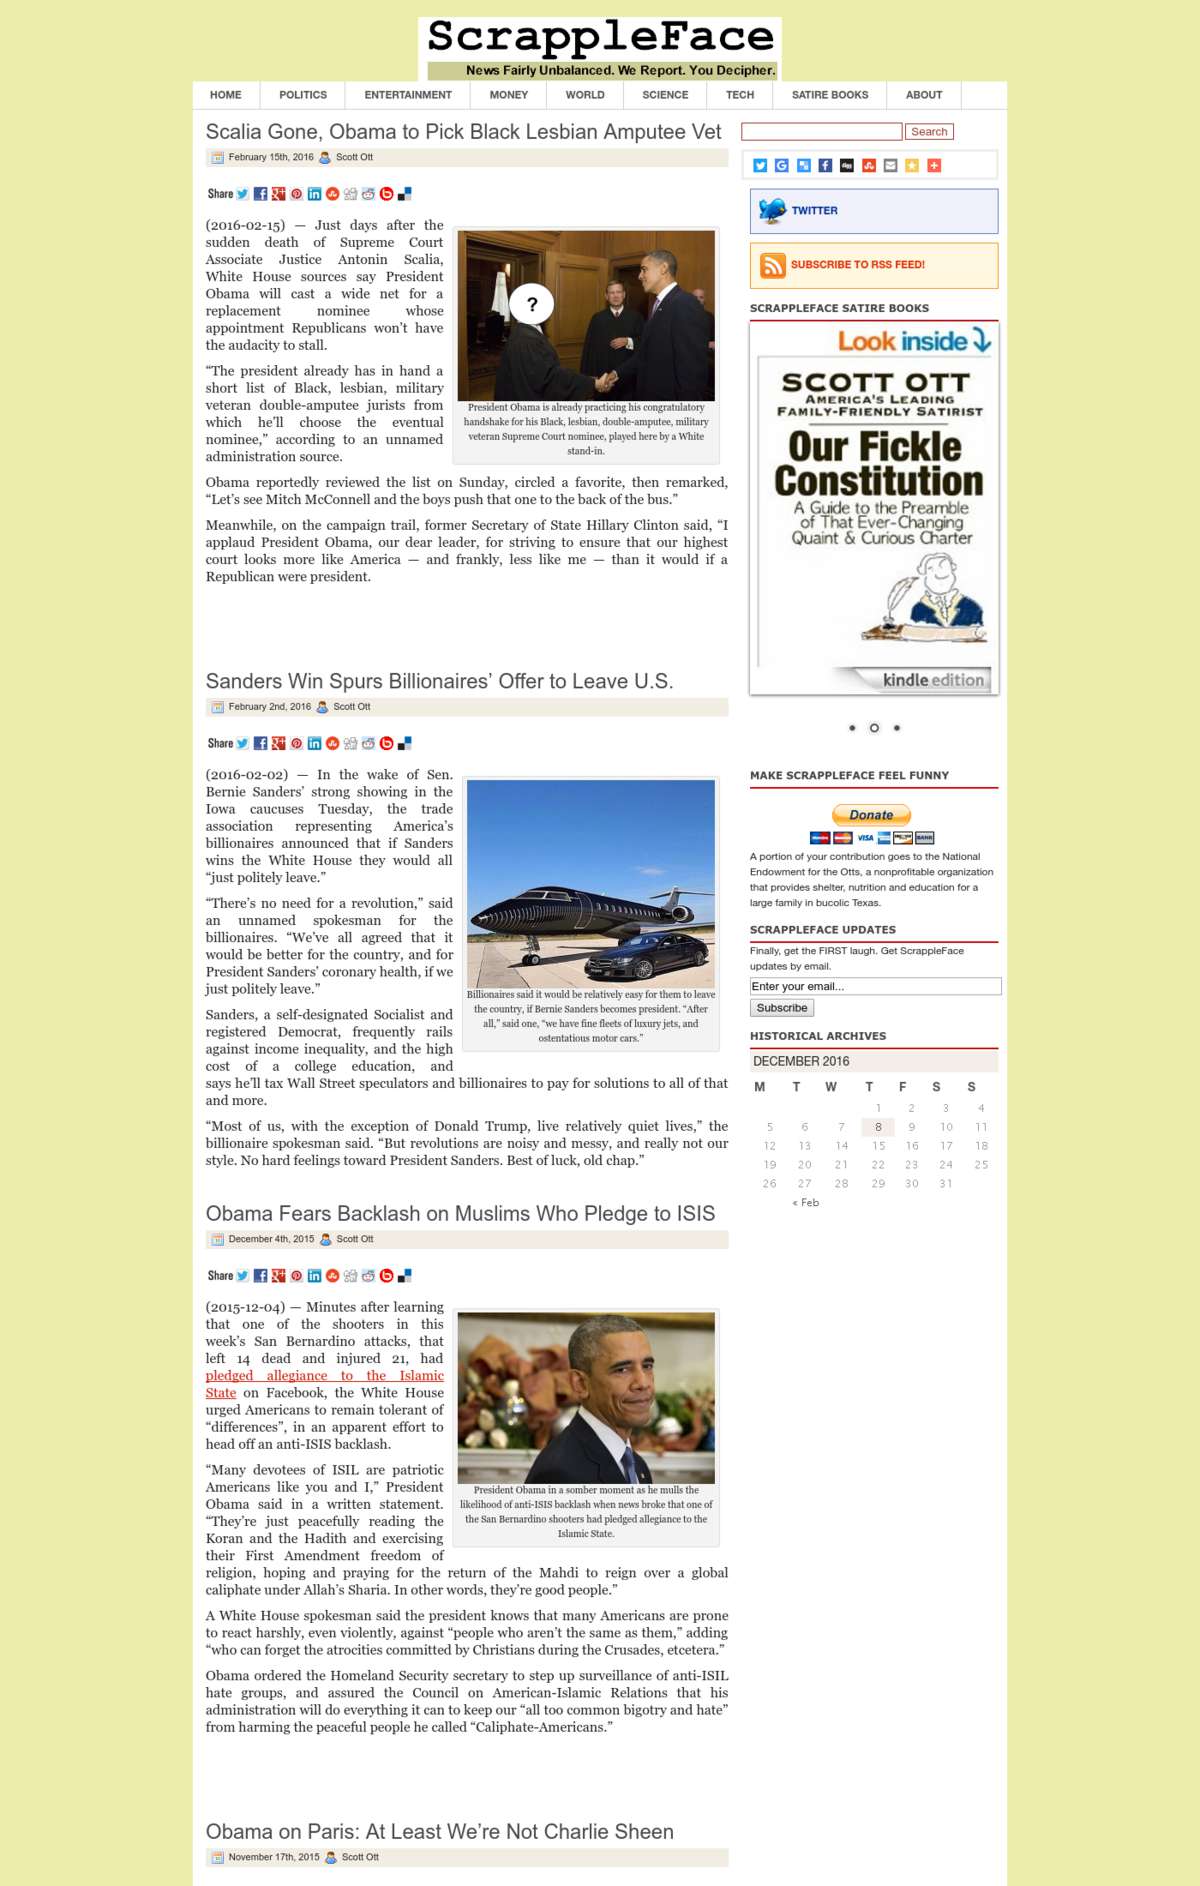 ScrappleFace
News Fairly Unbalanced. We Report. You Decipher.
HOME POLITICS ENTERTAINMENT MONEY WORLD SCIENCE TECH SATIRE BOOKS ABOUT
Scalia Gone, Obama to Pick Black Lesbian Amputee Vet
February 15th, 2016 Scott Ott
Share
(2016-02-15) — Just days after the
sudden death of Supreme Court
Associate Justice Antonin Scalia,
White House sources say President
Obama will cast a wide net for a
replacement nominee whose
appointment Republicans won’t have
the audacity to stall.
“The president already has in hand a
short list of Black, lesbian, military
veteran double-amputee jurists from
which he’ll choose the eventual
nominee,” according to an unnamed
administration source.
?
President Obama is already practicing his congratulatory
handshake for his Black, lesbian, double-amputee, military
veteran Supreme Court nominee, played here by a White
stand-in.
Obama reportedly reviewed the list on Sunday, circled a favorite, then remarked,
“Let’s see Mitch McConnell and the boys push that one to the back of the bus.”
Meanwhile, on the campaign trail, former Secretary of State Hillary Clinton said, “I
applaud President Obama, our dear leader, for striving to ensure that our highest
court looks more like America — and frankly, less like me — than it would if a
Republican were president.
Sanders Win Spurs Billionaires’ Offer to Leave U.S.
February 2nd, 2016 Scott Ott
Share
(2016-02-02) — In the wake of Sen.
Bernie Sanders’ strong showing in the
Iowa caucuses Tuesday, the trade
association representing America’s
billionaires announced that if Sanders
wins the White House they would all
“just politely leave.”
“There’s no need for a revolution,” said
an unnamed spokesman for the
billionaires. “We’ve all agreed that it
would be better for the country, and for
President Sanders’ coronary health, if we
just politely leave.”
Billionaires said it would be relatively easy for them to leave
the country, if Bernie Sanders becomes president. “After
all,” said one, “we have fine fleets of luxury jets, and
ostentatious motor cars.”
Sanders, a self-designated Socialist and
registered Democrat, frequently rails
against income inequality, and the high
cost of a college education, and
says he’ll tax Wall Street speculators and billionaires to pay for solutions to all of that
and more.
“Most of us, with the exception of Donald Trump, live relatively quiet lives,” the
billionaire spokesman said. “But revolutions are noisy and messy, and really not our
style. No hard feelings toward President Sanders. Best of luck, old chap.”
Obama Fears Backlash on Muslims Who Pledge to ISIS
December 4th, 2015 Scott Ott
Share
(2015-12-04) — Minutes after learning
that one of the shooters in this
week’s San Bernardino attacks, that
left 14 dead and injured 21, had
pledged allegiance to the Islamic
State on Facebook, the White House
urged Americans to remain tolerant of
“differences”, in an apparent effort to
head off an anti-ISIS backlash.
“Many devotees of ISIL are patriotic
Americans like you and I,” President
Obama said in a written statement.
“They’re just peacefully reading the
Koran and the Hadith and exercising
their First Amendment freedom of
religion, hoping and praying for the return of the Mahdi to reign over a global
caliphate under Allah’s Sharia. In other words, they’re good people.”
President Obama in a somber moment as he mulls the
likelihood of anti-ISIS backlash when news broke that one of
the San Bernardino shooters had pledged allegiance to the
Islamic State.
A White House spokesman said the president knows that many Americans are prone
to react harshly, even violently, against “people who aren’t the same as them,” adding
“who can forget the atrocities committed by Christians during the Crusades, etcetera.”
Obama ordered the Homeland Security secretary to step up surveillance of anti-ISIL
hate groups, and assured the Council on American-Islamic Relations that his
administration will do everything it can to keep our “all too common bigotry and hate”
from harming the peaceful people he called “Caliphate-Americans.”
Obama on Paris: At Least We’re Not Charlie Sheen
November 17th, 2015 Scott Ott
Search
TWITTER
SUBSCRIBE TO RSS FEED!
SCRAPPLEFACE SATIRE BOOKS
Look inside
SCOTT OTT
AMERICA'S LEADING
FAMILY-FRIENDLY SATIRIST
Our Fickle
Constitution
A Guide to the Preamble
of That Ever-Changing
Quaint & Curious Charter
kindle edition
MAKE SCRAPPLEFACE FEEL FUNNY
Donate
VISA BANK
A portion of your contribution goes to the National
Endowment for the Otts, a nonprofitable organization
that provides shelter, nutrition and education for a
large family in bucolic Texas.
SCRAPPLEFACE UPDATES
Finally, get the FIRST laugh. Get ScrappleFace
updates by email.
Enter your email...
Subscribe
HISTORICAL ARCHIVES
DECEMBER 2016
M T W T F S S
1 2 3 4
5 6 7 8 9 10 11
12 13 14 15 16 17 18
19 20 21 22 23 24 25
26 27 28 29 30 31
« Feb